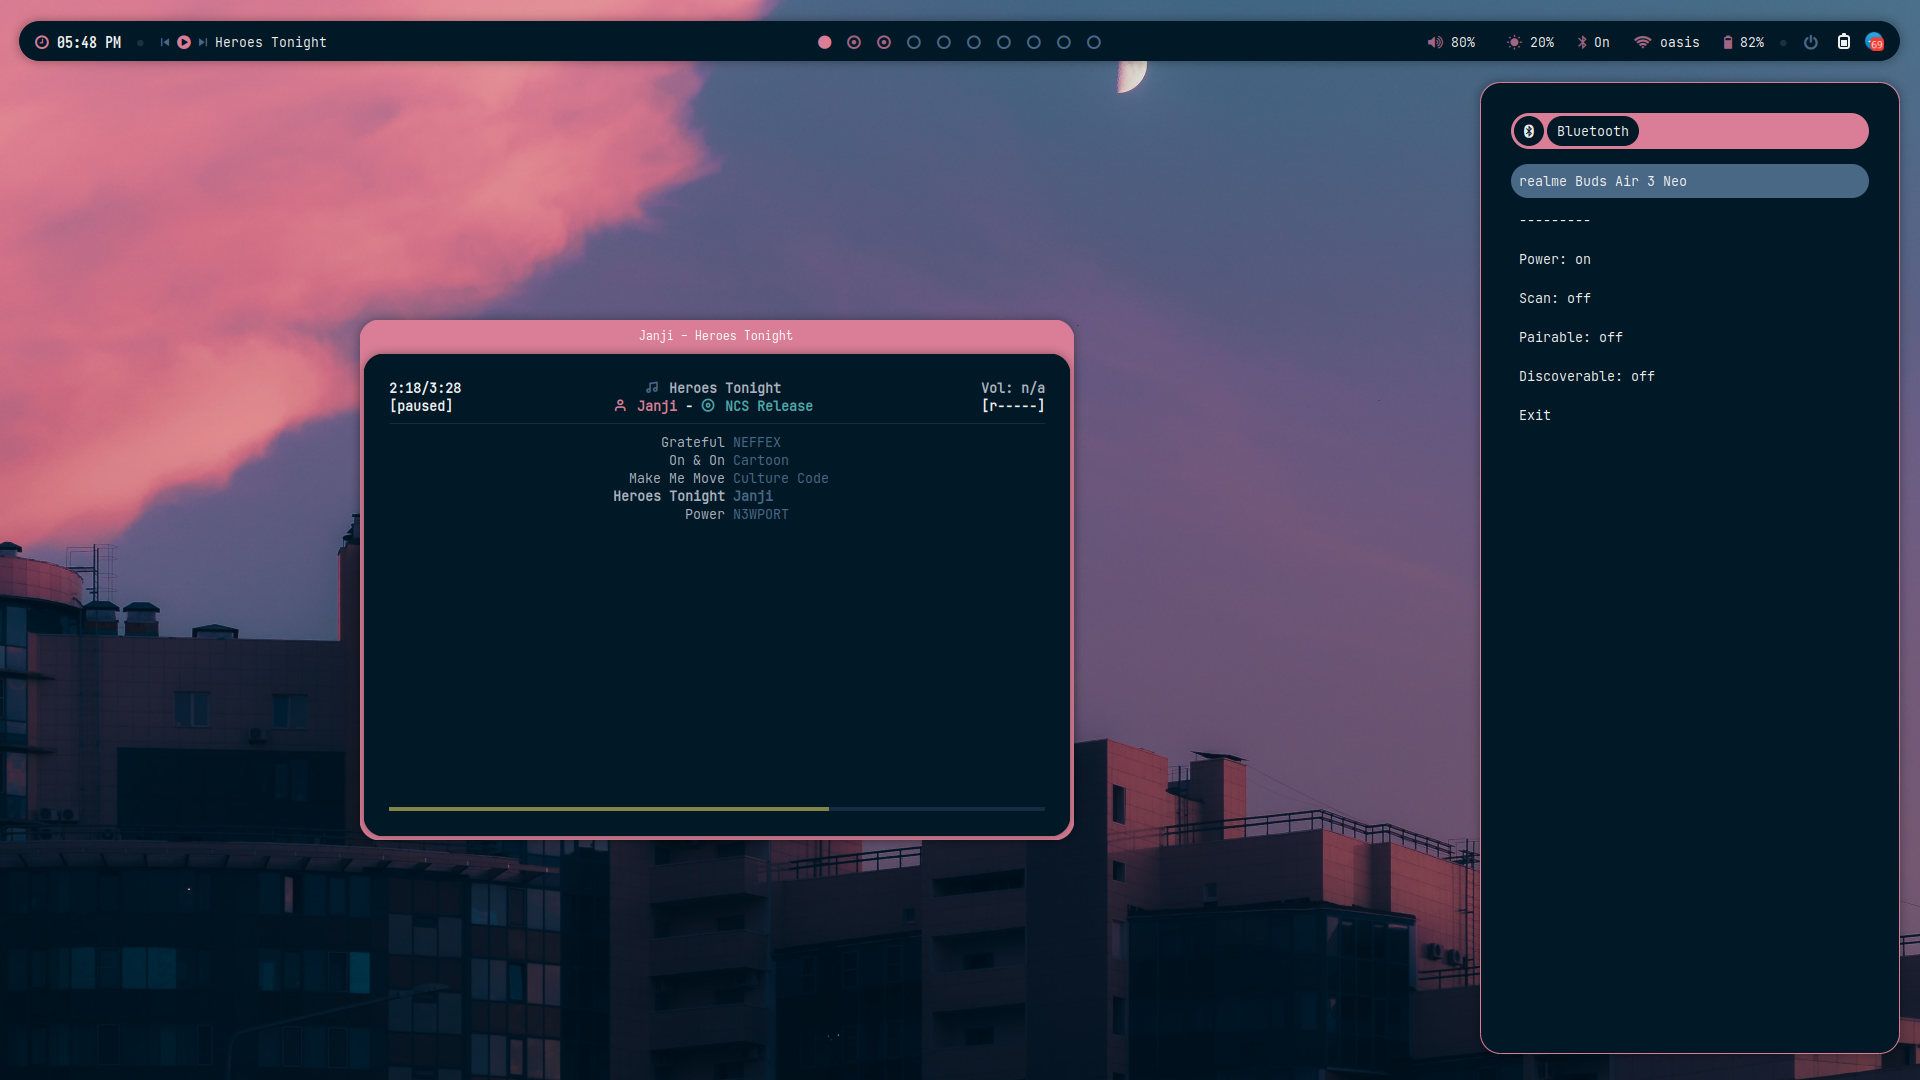 05:48 PM Heroes Tonight 80% 20% On oasis 82% 69
Bluetooth
realme Buds Air 3 Neo
---------
Power: on
Scan: off
Pairable: off
Discoverable: off
Exit
Janji - Heroes Tonight
2:18/3:28 Heroes Tonight Vol: n/a
[paused] Janji - NCS Release [r-----]
Grateful NEFFEX
On & On Cartoon
Make Me Move Culture Code
Heroes Tonight Janji
Power N3WPORT